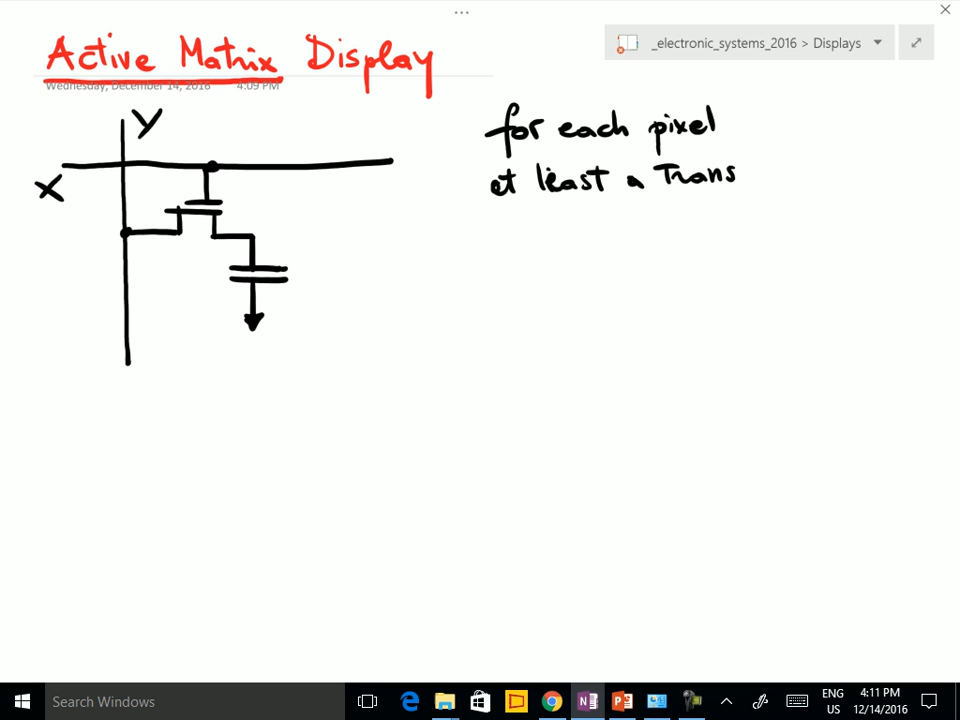 Active Matrix Display
Wednesday, December 14, 2016 4:09 PM
_electronic_systems_2016 > Displays
Y
X
for each pixel
at least a Trans
Search Windows
ENG
US
4:11 PM
12/14/2016